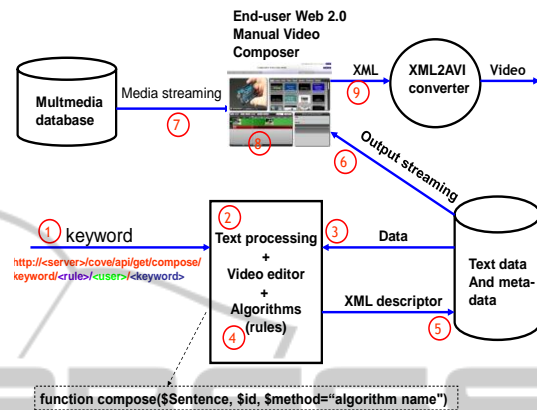 End-user Web 2.0
Manual Video
Composer
XML
XML2AVI
converter
Video
9
Multmedia
database
Media streaming
7
8
6
Output streaming
1
keyword
http://<server>/cove/api/get/compose/
keyword/<rule>/<user>/<keyword>
2
Text processing
+
Video editor
+
Algorithms
(rules)
4
3
Data
XML descriptor
5
Text data
And meta-
data
function compose($Sentence, $id, $method="algorithm name")